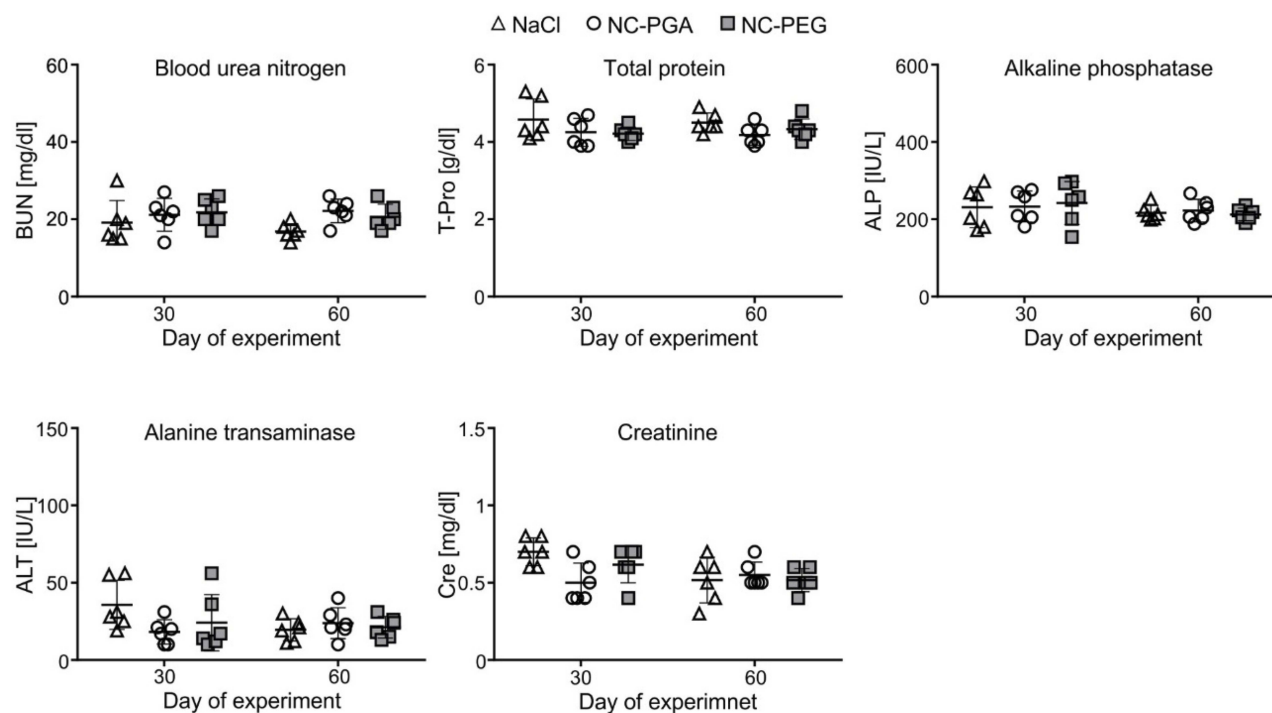 NaCl NC-PGA NC-PEG
Blood urea nitrogen
BUN [mg/dl]
60
40
20
0
30 60
Day of experiment
Total protein
T-Pro [g/dl]
6
4
2
0
30 60
Day of experiment
Alkaline phosphatase
ALP [IU/L]
600
400
200
0
30 60
Day of experiment
Alanine transaminase
ALT [IU/L]
150
100
50
0
30 60
Day of experiment
Creatinine
Cre [mg/dl]
1.5
1
0.5
0
30 60
Day of experimnet